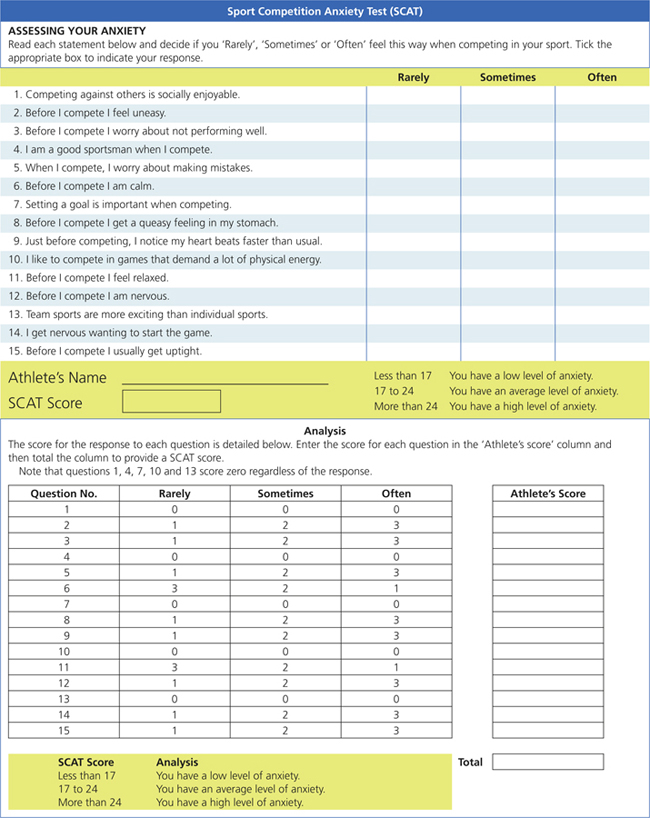 Sport Competition Anxiety Test (SCAT)
ASSESSING YOUR ANXIETY
Read each statement below and decide if you ‘Rarely’, ‘Sometimes’ or ‘Often’ feel this way when competing in your sport. Tick the
appropriate box to indicate your response.
Rarely Sometimes Often
1. Competing against others is socially enjoyable.
2. Before I compete I feel uneasy.
3. Before I compete I worry about not performing well.
4. I am a good sportsman when I compete.
5. When I compete, I worry about making mistakes.
6. Before I compete I am calm.
7. Setting a goal is important when competing.
8. Before I compete I get a queasy feeling in my stomach.
9. Just before competing, I notice my heart beats faster than usual.
10. I like to compete in games that demand a lot of physical energy.
11. Before I compete I feel relaxed.
12. Before I compete I am nervous.
13. Team sports are more exciting than individual sports.
14. I get nervous wanting to start the game.
15. Before I compete I usually get uptight.
Athlete’s Name
SCAT Score
Less than 17 You have a low level of anxiety.
17 to 24 You have an average level of anxiety.
More than 24 You have a high level of anxiety.
Analysis
The score for the response to each question is detailed below. Enter the score for each question in the ‘Athlete’s score’ column and
then total the column to provide a SCAT score.
Note that questions 1, 4, 7, 10 and 13 score zero regardless of the response.
Question No. Rarely Sometimes Often Athlete’s Score
1 0 0 0
2 1 2 3
3 1 2 3
4 0 0 0
5 1 2 3
6 3 2 1
7 0 0 0
8 1 2 3
9 1 2 3
10 0 0 0
11 3 2 1
12 1 2 3
13 0 0 0
14 1 2 3
15 1 2 3
SCAT Score Analysis Total
Less than 17 You have a low level of anxiety.
17 to 24 You have an average level of anxiety.
More than 24 You have a high level of anxiety.